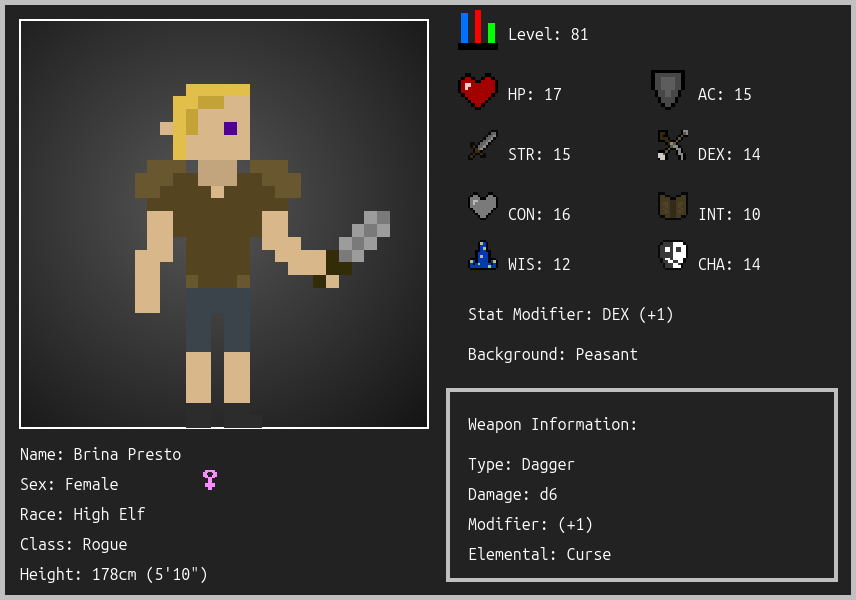 Level: 81
HP: 17
AC: 15
STR: 15
DEX: 14
CON: 16
INT: 10
WIS: 12
CHA: 14
Stat Modifier: DEX (+1)
Background: Peasant
Weapon Information:
Type: Dagger
Damage: d6
Modifier: (+1)
Elemental: Curse
Name: Brina Presto
Sex: Female
Race: High Elf
Class: Rogue
Height: 178cm (5'10")